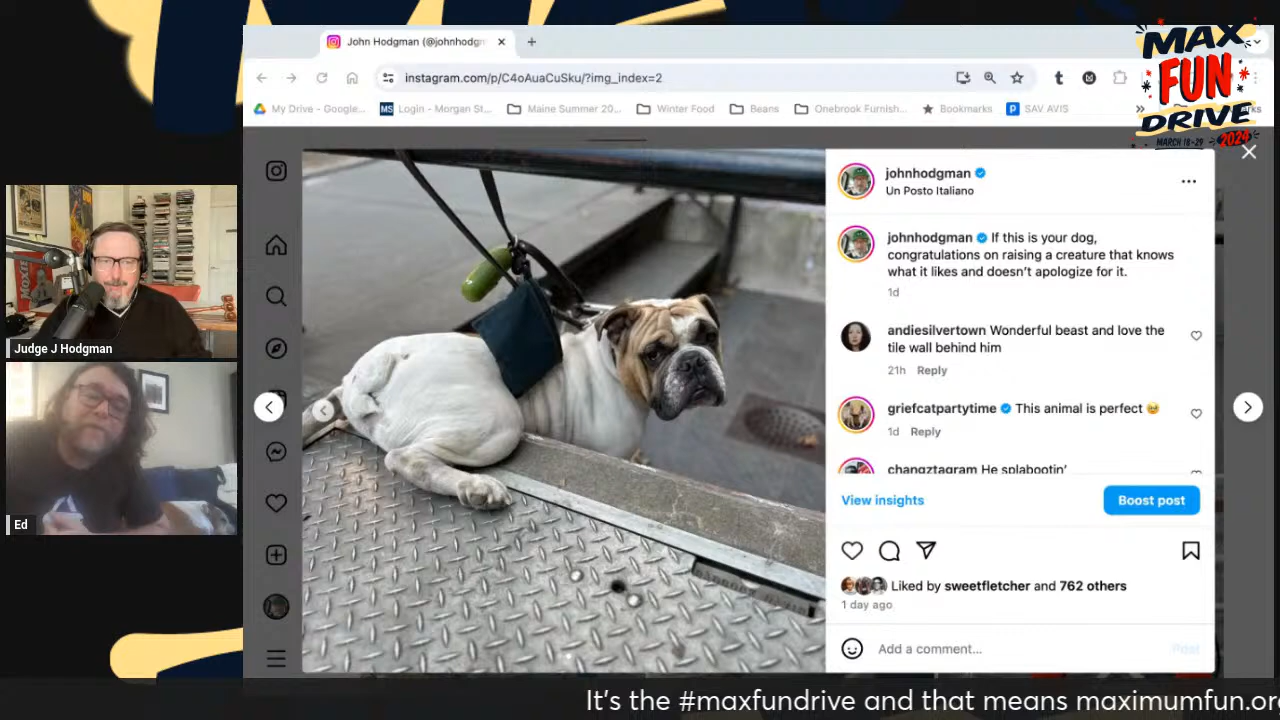 John Hodgman (@johnhodgm
instagram.com/p/C4oAuaCuSku/?img_index=2
My Drive - Google...
MS
Login - Morgan St...
Maine Summer 20...
Winter Food
Beans
Onebrook Furnish...
Bookmarks
SAV AVIS
MAX
FUN
DRIVE
MARCH 18-29
2024
johnhodgman
Un Posto Italiano
johnhodgman If this is your dog,
congratulations on raising a creature that knows
what it likes and doesn't apologize for it.
1d
andiesilvertown Wonderful beast and love the
tile wall behind him
21h Reply
griefcatpartytime This animal is perfect 🥹
1d Reply
changztagram He splabootin'
View insights
Boost post
Liked by sweetfletcher and 762 others
1 day ago
Add a comment...
Post
Judge J Hodgman
Ed
It's the #maxfundrive and that means maximumfun.or